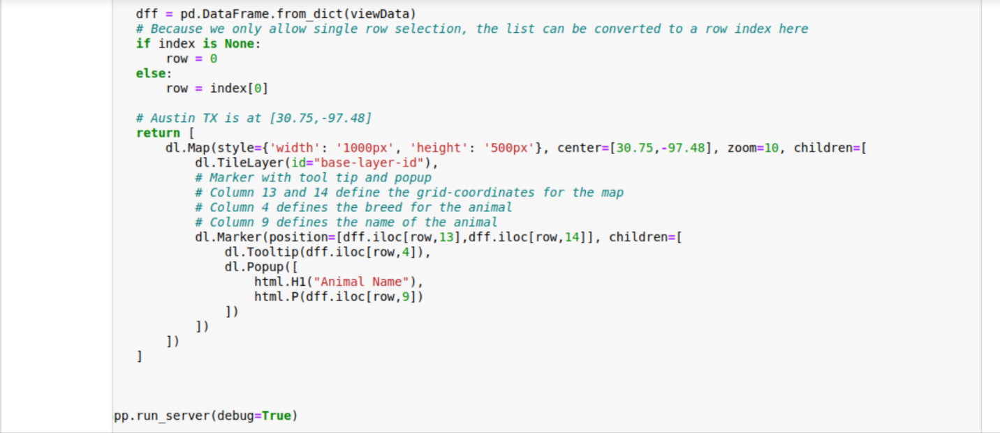 dff = pd.DataFrame.from_dict(viewData)
# Because we only allow single row selection, the list can be converted to a row index here
if index is None:
    row = 0
else:
    row = index[0]

# Austin TX is at [30.75,-97.48]
return [
    dl.Map(style={'width': '1000px', 'height': '500px'}, center=[30.75,-97.48], zoom=10, children=[
        dl.TileLayer(id="base-layer-id"),
        # Marker with tool tip and popup
        # Column 13 and 14 define the grid-coordinates for the map
        # Column 4 defines the breed for the animal
        # Column 9 defines the name of the animal
        dl.Marker(position=[dff.iloc[row,13],dff.iloc[row,14]], children=[
            dl.Tooltip(dff.iloc[row,4]),
            dl.Popup([
                html.H1("Animal Name"),
                html.P(dff.iloc[row,9])
            ])
        ])
    ])
]

pp.run_server(debug=True)